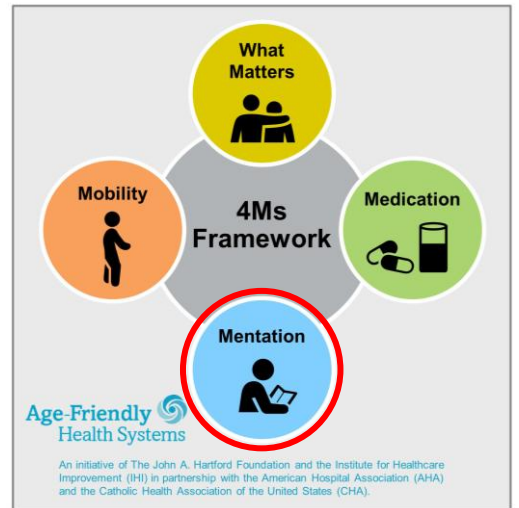 What
Matters
Mobility
4Ms
Framework
Medication
Mentation
Age-Friendly
Health Systems
An initiative of The John A. Hartford Foundation and the Institute for Healthcare
Improvement (IHI) in partnership with the American Hospital Association (AHA)
and the Catholic Health Association of the United States (CHA).